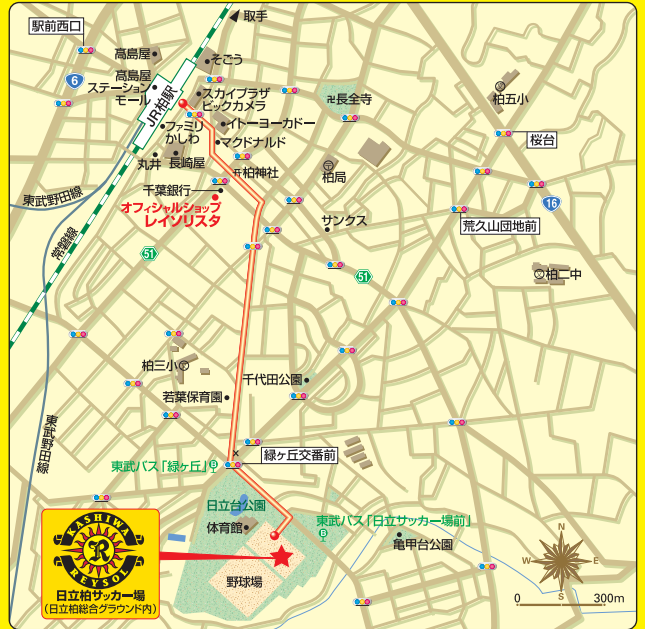 取手
駅前西口
6
髙島屋
そごう
髙島屋
ステーション
モール
JR柏駅
スカイプラザ
ビックカメラ
卍長全寺
柏五小
ファミリ
かしわ
イトーヨーカドー
マクドナルド
桜台
丸井
長崎屋
柏神社
〒
柏局
千葉銀行
16
東武野田線
オフィシャルショップ
レイソリスタ
サンクス
荒久山団地前
常磐線
51
51
柏二中
柏三小
千代田公園
若葉保育園
東武野田線
緑ヶ丘交番前
東武バス「緑ヶ丘」
B
日立台公園
体育館
東武バス「日立サッカー場前」
B
亀甲台公園
野球場
KASHIWA
R
REYSOL
日立柏サッカー場
(日立柏総合グラウンド内)
N
W
E
S
0
300m